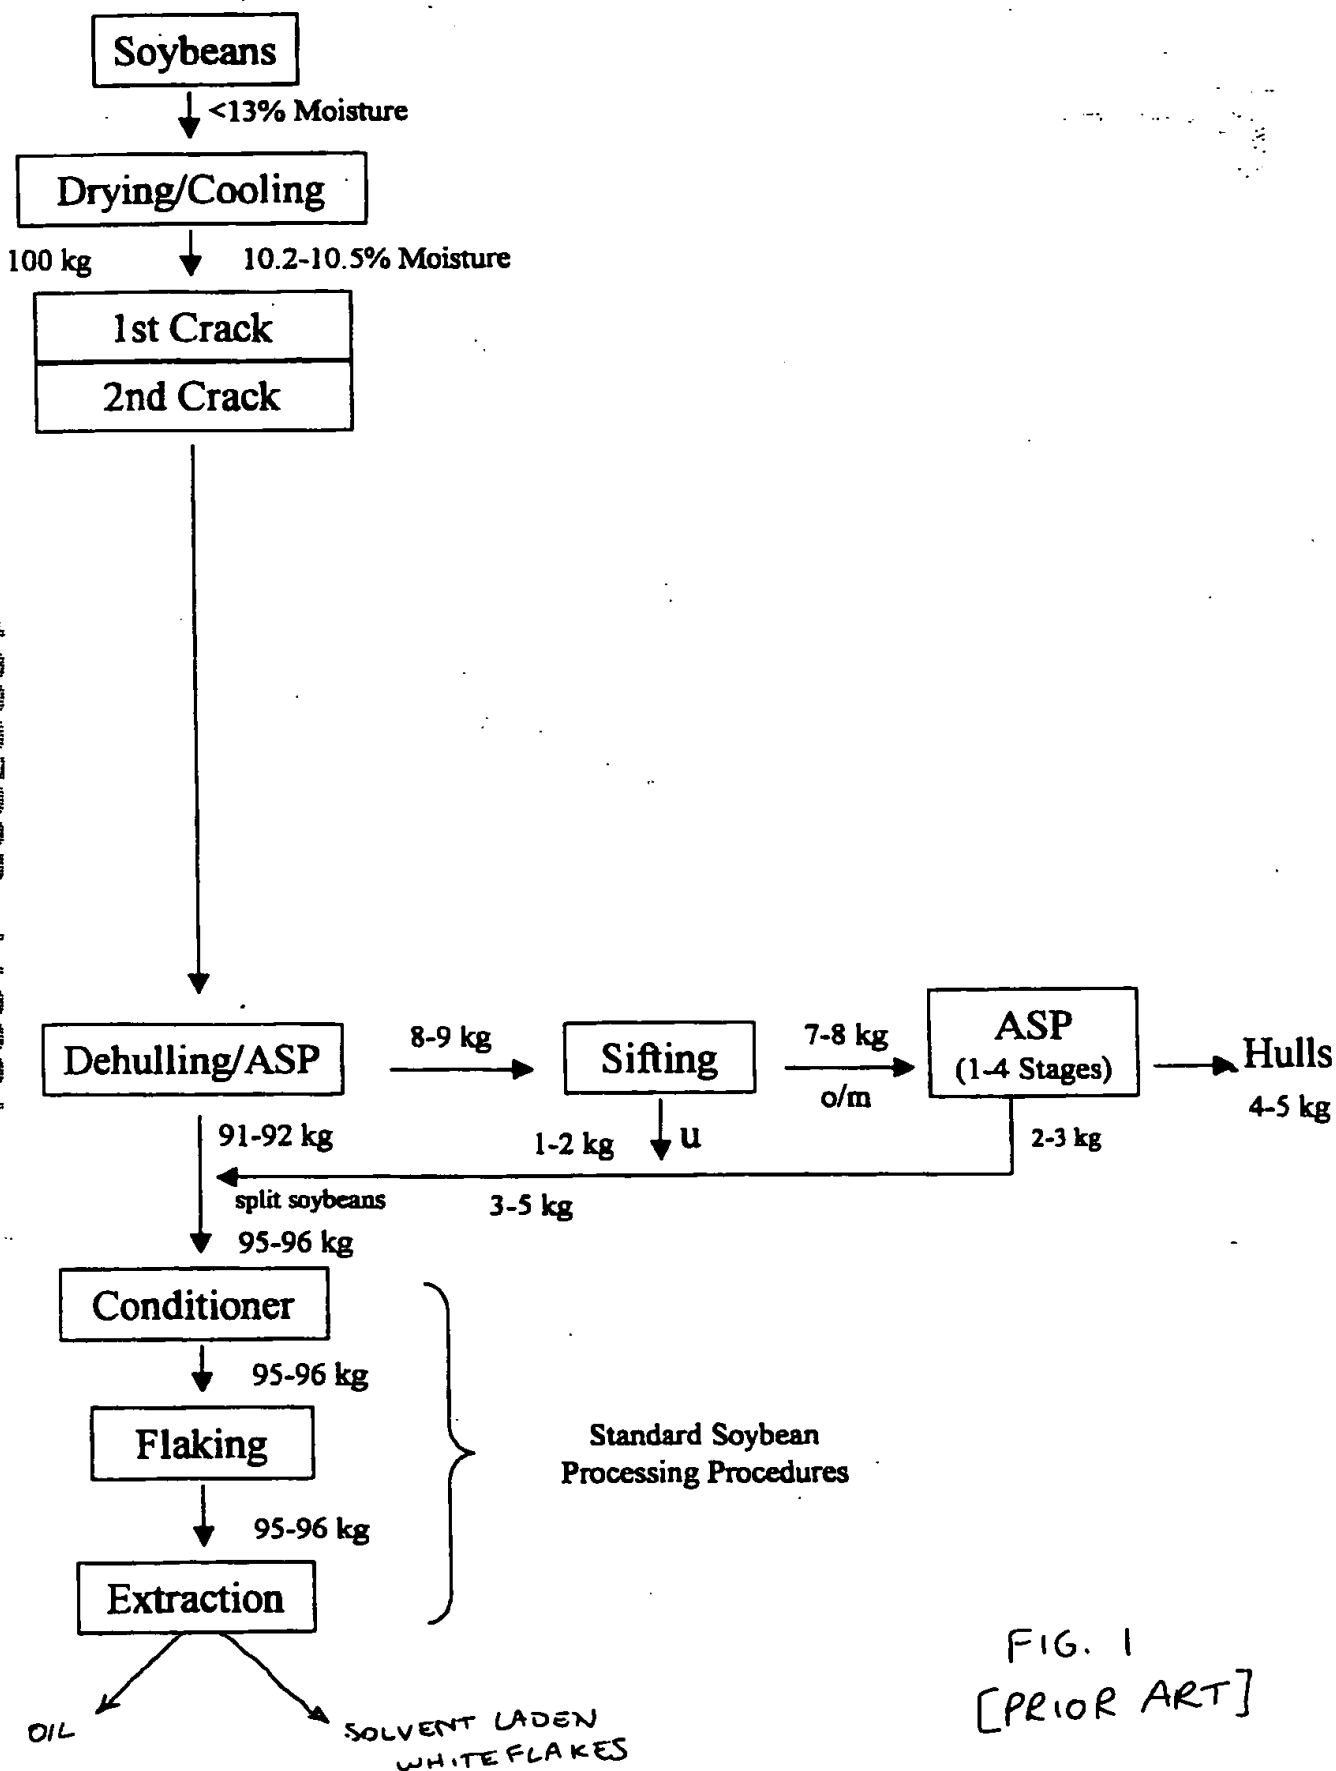 Soybeans
<13% Moisture
Drying/Cooling
100 kg
10.2-10.5% Moisture
1st Crack
2nd Crack
Dehulling/ASP
8-9 kg
Sifting
7-8 kg
o/m
ASP
(1-4 Stages)
Hulls
4-5 kg
91-92 kg
1-2 kg
u
2-3 kg
split soybeans
3-5 kg
95-96 kg
Conditioner
95-96 kg
Flaking
Standard Soybean
Processing Procedures
95-96 kg
Extraction
OIL
SOLVENT LADEN
WHITE FLAKES
FIG. 1
[PRIOR ART]